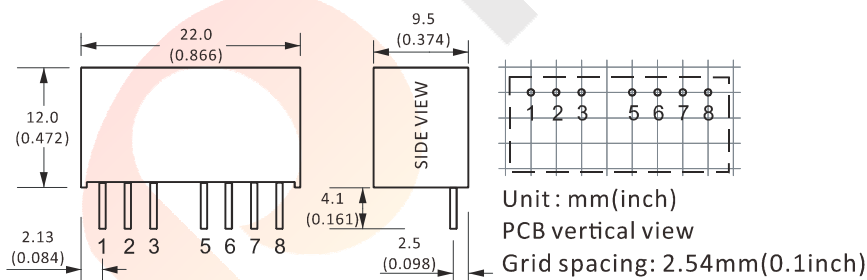 22.0
(0.866)
9.5
(0.374)
12.0
(0.472)
SIDE VIEW
1 2 3 5 6 7 8
4.1
(0.161)
2.13
(0.084)
1 2 3 5 6 7 8
2.5
(0.098)
Unit: mm(inch)
PCB vertical view
Grid spacing: 2.54mm(0.1inch)